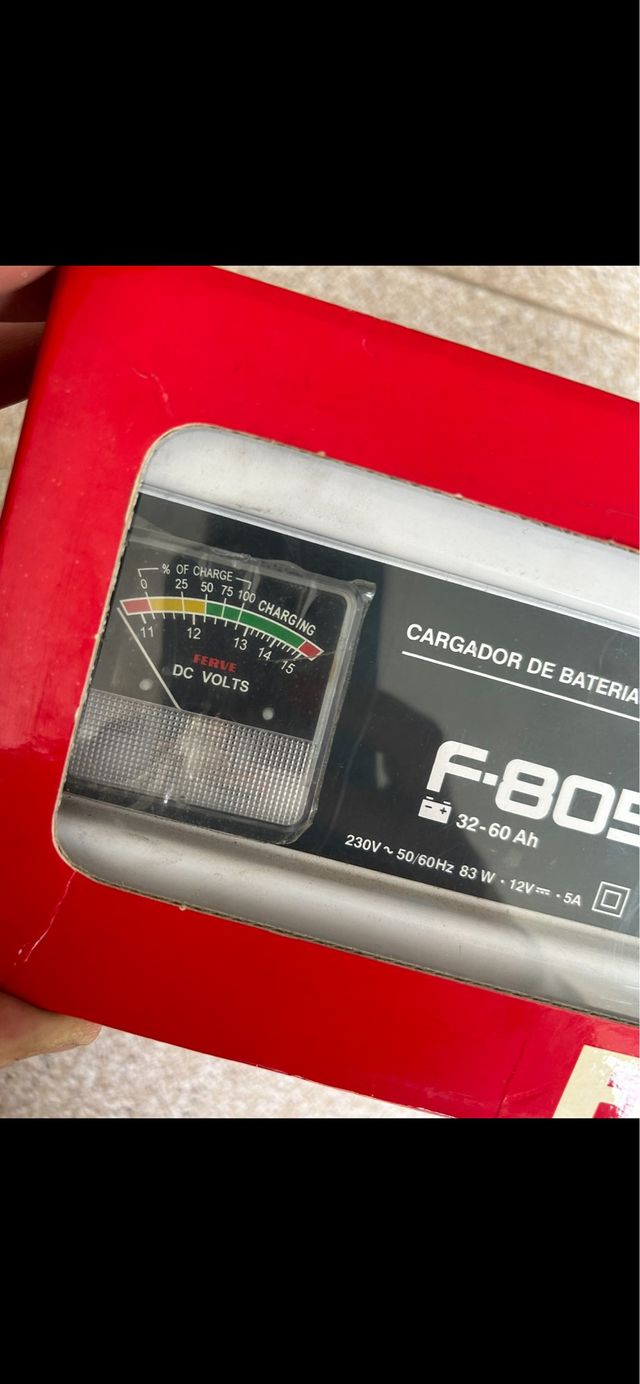 % OF CHARGE
0 25 50 75 100 CHARGING
11 12 13 14 15
FERVE
DC VOLTS
CARGADOR DE BATERIA
F-805
32-60 Ah
230V ~ 50/60Hz 83 W · 12V⎓ · 5A